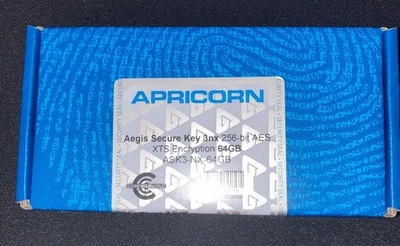 APRICORN
Aegis Secure Key 3nx 256-bit AES
XTS Encryption 64GB
ASK3-NX-64GB